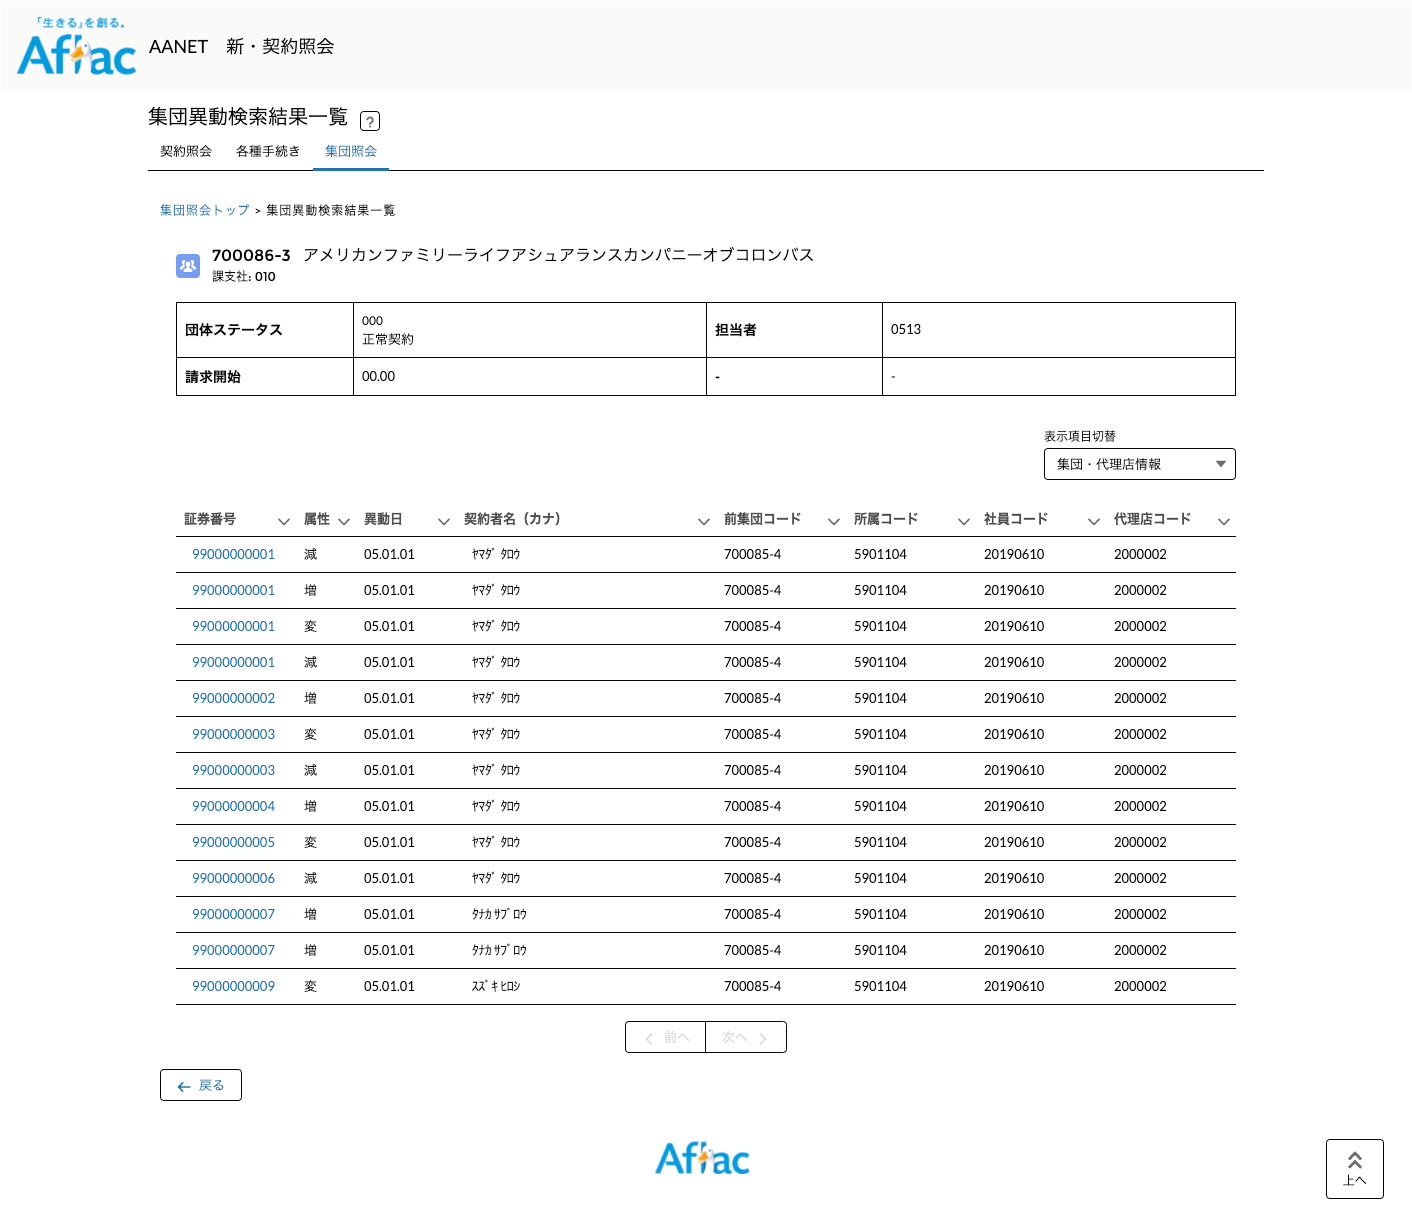 「生きる」を創る。
Aflac AANET 新・契約照会
集団異動検索結果一覧 ?
契約照会 各種手続き 集団照会
集団照会トップ > 集団異動検索結果一覧
700086-3 アメリカンファミリーライフアシュアランスカンパニーオブコロンバス
課支社: 010
団体ステータス 000 正常契約 担当者 0513
請求開始 00.00 - -
表示項目切替
集団・代理店情報
証券番号 属性 異動日 契約者名（カナ） 前集団コード 所属コード 社員コード 代理店コード
99000000001 減 05.01.01 ﾔﾏﾀﾞ ﾀﾛｳ 700085-4 5901104 20190610 2000002
99000000001 増 05.01.01 ﾔﾏﾀﾞ ﾀﾛｳ 700085-4 5901104 20190610 2000002
99000000001 変 05.01.01 ﾔﾏﾀﾞ ﾀﾛｳ 700085-4 5901104 20190610 2000002
99000000001 減 05.01.01 ﾔﾏﾀﾞ ﾀﾛｳ 700085-4 5901104 20190610 2000002
99000000002 増 05.01.01 ﾔﾏﾀﾞ ﾀﾛｳ 700085-4 5901104 20190610 2000002
99000000003 変 05.01.01 ﾔﾏﾀﾞ ﾀﾛｳ 700085-4 5901104 20190610 2000002
99000000003 減 05.01.01 ﾔﾏﾀﾞ ﾀﾛｳ 700085-4 5901104 20190610 2000002
99000000004 増 05.01.01 ﾔﾏﾀﾞ ﾀﾛｳ 700085-4 5901104 20190610 2000002
99000000005 変 05.01.01 ﾔﾏﾀﾞ ﾀﾛｳ 700085-4 5901104 20190610 2000002
99000000006 減 05.01.01 ﾔﾏﾀﾞ ﾀﾛｳ 700085-4 5901104 20190610 2000002
99000000007 増 05.01.01 ﾀﾅｶ ｻﾌﾞﾛｳ 700085-4 5901104 20190610 2000002
99000000007 増 05.01.01 ﾀﾅｶ ｻﾌﾞﾛｳ 700085-4 5901104 20190610 2000002
99000000009 変 05.01.01 ｽｽﾞｷ ﾋﾛｼ 700085-4 5901104 20190610 2000002
前へ 次へ
戻る
Aflac
上へ